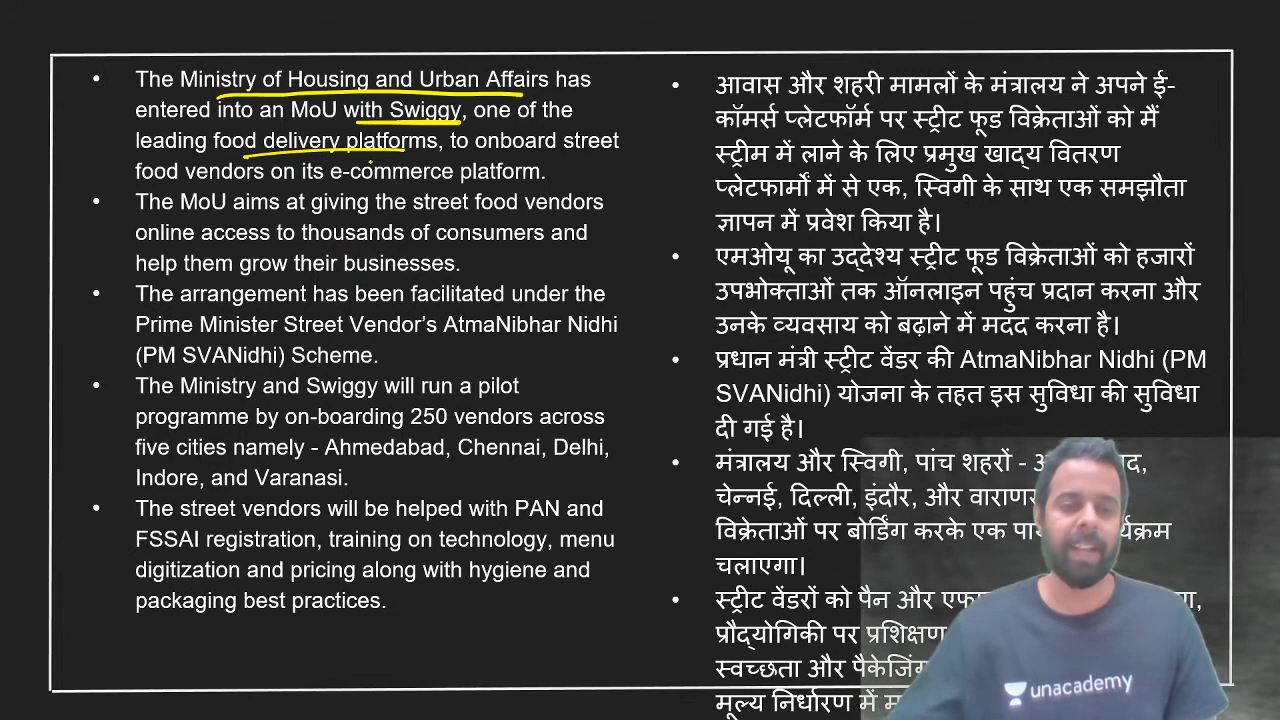 • The Ministry of Housing and Urban Affairs has
entered into an MoU with Swiggy, one of the
leading food delivery platforms, to onboard street
food vendors on its e-commerce platform.
• The MoU aims at giving the street food vendors
online access to thousands of consumers and
help them grow their businesses.
• The arrangement has been facilitated under the
Prime Minister Street Vendor’s AtmaNibhar Nidhi
(PM SVANidhi) Scheme.
• The Ministry and Swiggy will run a pilot
programme by on-boarding 250 vendors across
five cities namely - Ahmedabad, Chennai, Delhi,
Indore, and Varanasi.
• The street vendors will be helped with PAN and
FSSAI registration, training on technology, menu
digitization and pricing along with hygiene and
packaging best practices.
• आवास और शहरी मामलों के मंत्रालय ने अपने ई-
कॉमर्स प्लेटफॉर्म पर स्ट्रीट फूड विक्रेताओं को मैं
स्ट्रीम में लाने के लिए प्रमुख खाद्य वितरण
प्लेटफार्मों में से एक, स्विगी के साथ एक समझौता
ज्ञापन में प्रवेश किया है।
• एमओयू का उद्देश्य स्ट्रीट फूड विक्रेताओं को हजारों
उपभोक्ताओं तक ऑनलाइन पहुंच प्रदान करना और
उनके व्यवसाय को बढ़ाने में मदद करना है।
• प्रधान मंत्री स्ट्रीट वेंडर की AtmaNibhar Nidhi (PM
SVANidhi) योजना के तहत इस सुविधा की सुविधा
दी गई है।
• मंत्रालय और स्विगी, पांच शहरों -
चेन्नई, दिल्ली, इंदौर, और
विक्रेताओं पर बोर्डिंग करके एक
चलाएगा।
• स्ट्रीट वेंडरों को पैन और
प्रौद्योगिकी पर प्रशिक्षण
स्वच्छता और
मूल्य निर्धारण में
unacademy